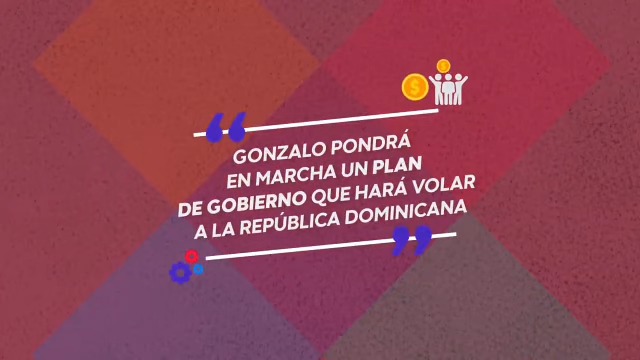 GONZALO PONDRÁ
EN MARCHA UN PLAN
DE GOBIERNO QUE HARÁ VOLAR
A LA REPÚBLICA DOMINICANA